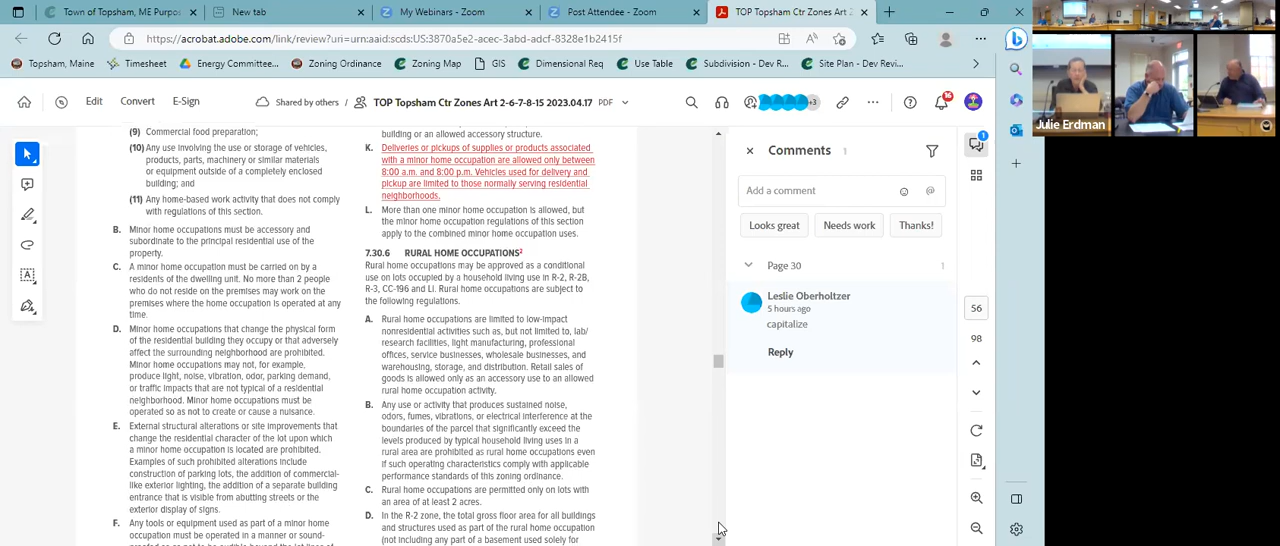 Town of Topsham, ME Purpo
New tab
My Webinars - Zoom
Post Attendee - Zoom
TOP Topsham Ctr Zones Art 2
https://acrobat.adobe.com/link/review?uri=urn:aaid:scds:US:3870a5e2-acec-3abd-adcf-8328e1b2415f
Topsham, Maine
Timesheet
Energy Committee...
Zoning Ordinance
Zoning Map
GIS
Dimensional Req
Use Table
Subdivision - Dev R...
Site Plan - Dev Revi...
Edit
Convert
E-Sign
Shared by others /
TOP Topsham Ctr Zones Art 2-6-7-8-15 2023.04.17
PDF
+3
16
(9) Commercial food preparation;
(10) Any use involving the use or storage of vehicles,
products, parts, machinery or similar materials
or equipment outside of a completely enclosed
building; and
(11) Any home-based work activity that does not comply
with regulations of this section.
B. Minor home occupations must be accessory and
subordinate to the principal residential use of the
property.
C. A minor home occupation must be carried on by a
residents of the dwelling unit. No more than 2 people
who do not reside on the premises may work on the
premises where the home occupation is operated at any
time.
D. Minor home occupations that change the physical form
of the residential building they occupy or that adversely
affect the surrounding neighborhood are prohibited.
Minor home occupations may not, for example,
produce light, noise, vibration, odor, parking demand,
or traffic impacts that are not typical of a residential
neighborhood. Minor home occupations must be
operated so as not to create or cause a nuisance.
E. External structural alterations or site improvements that
change the residential character of the lot upon which
a minor home occupation is located are prohibited.
Examples of such prohibited alterations include
construction of parking lots, the addition of commercial-
like exterior lighting, the addition of a separate building
entrance that is visible from abutting streets or the
exterior display of signs.
F. Any tools or equipment used as part of a minor home
occupation must be operated in a manner or sound-
building or an allowed accessory structure.
K. Deliveries or pickups of supplies or products associated
with a minor home occupation are allowed only between
8:00 a.m. and 8:00 p.m. Vehicles used for delivery and
pickup are limited to those normally serving residential
neighborhoods.
L. More than one minor home occupation is allowed, but
the minor home occupation regulations of this section
apply to the combined minor home occupation uses.
7.30.6 RURAL HOME OCCUPATIONS2
Rural home occupations may be approved as a conditional
use on lots occupied by a household living use in R-2, R-2B,
R-3, CC-196 and LI. Rural home occupations are subject to
the following regulations.
A. Rural home occupations are limited to low-impact
nonresidential activities such as, but not limited to, lab/
research facilities, light manufacturing, professional
offices, service businesses, wholesale businesses, and
warehousing, storage, and distribution. Retail sales of
goods is allowed only as an accessory use to an allowed
rural home occupation activity.
B. Any use or activity that produces sustained noise,
odors, fumes, vibrations, or electrical interference at the
boundaries of the parcel that significantly exceed the
levels produced by typical household living uses in a
rural area are prohibited as rural home occupations even
if such operating characteristics comply with applicable
performance standards of this zoning ordinance.
C. Rural home occupations are permitted only on lots with
an area of at least 2 acres.
D. In the R-2 zone, the total gross floor area for all buildings
and structures used as part of the rural home occupation
(not including any part of a basement used solely for
Comments 1
Add a comment
Looks great
Needs work
Thanks!
Page 30
1
Leslie Oberholtzer
5 hours ago
capitalize
Reply
1
56
98
Julie Erdman